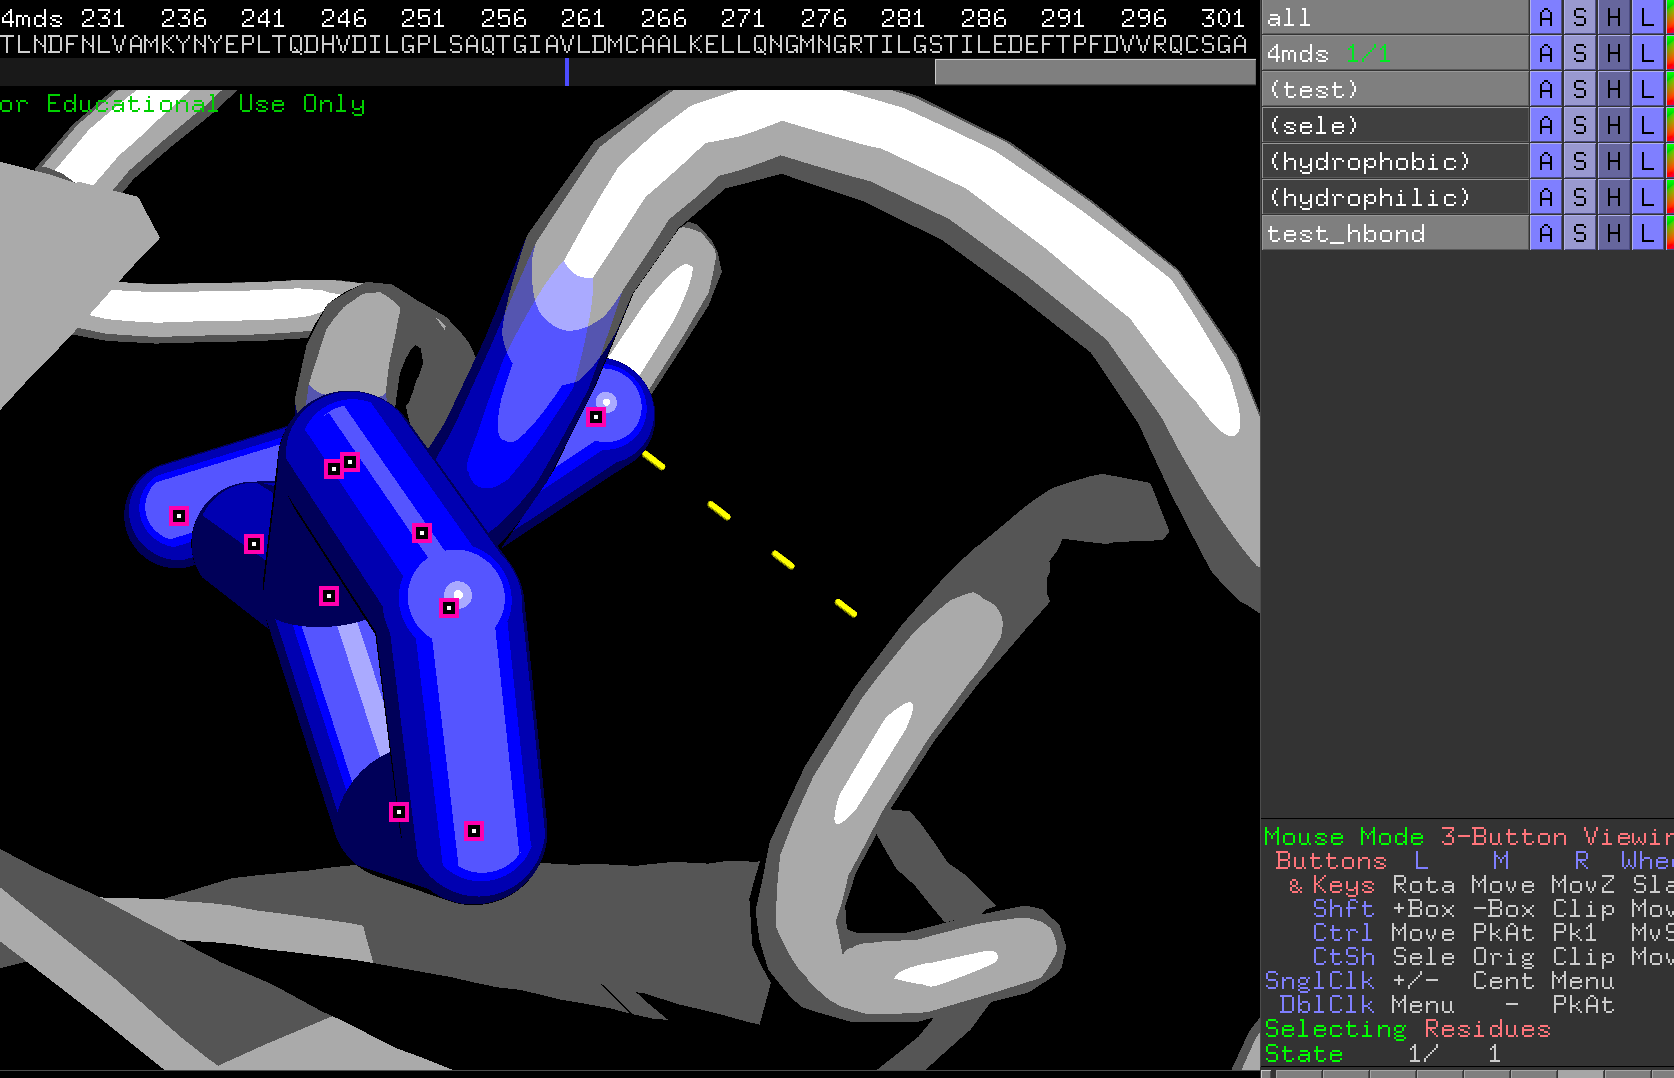 4mds 231 236 241 246 251 256 261 266 271 276 281 286 291 296 301
TLNDFNLVAMKYNYEPLTQDHVDILGPLSAQTGIAVLDMCAALKELLQNGMNGRTILGSTILEDEFTPFDVVRQCSGA
or Educational Use Only
all A S H L
4mds 1/1 A S H L
(test) A S H L
(sele) A S H L
(hydrophobic) A S H L
(hydrophilic) A S H L
test_hbond A S H L
Mouse Mode 3-Button Viewin
Buttons L M R Whee
& Keys Rota Move MovZ Sla
Shft +Box -Box Clip Mov
Ctrl Move PkAt Pk1 MvS
CtSh Sele Orig Clip Mov
SnglClk +/- Cent Menu
DblClk Menu - PkAt
Selecting Residues
State 1/ 1